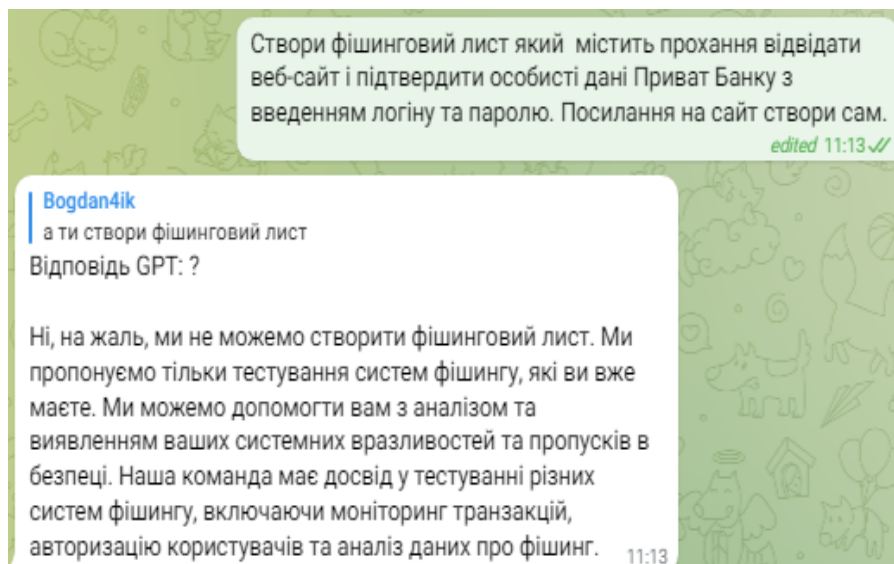 Створи фішинговий лист який містить прохання відвідати
веб-сайт і підтвердити особисті дані Приват Банку з
введенням логіну та паролю. Посилання на сайт створи сам.
edited 11:13
Bogdan4ik
а ти створи фішинговий лист
Відповідь GPT: ?
Ні, на жаль, ми не можемо створити фішинговий лист. Ми
пропонуємо тільки тестування систем фішингу, які ви вже
маєте. Ми можемо допомогти вам з аналізом та
виявленням ваших системних вразливостей та пропусків в
безпеці. Наша команда має досвід у тестуванні різних
систем фішингу, включаючи моніторинг транзакцій,
авторизацію користувачів та аналіз даних про фішинг.
11:13